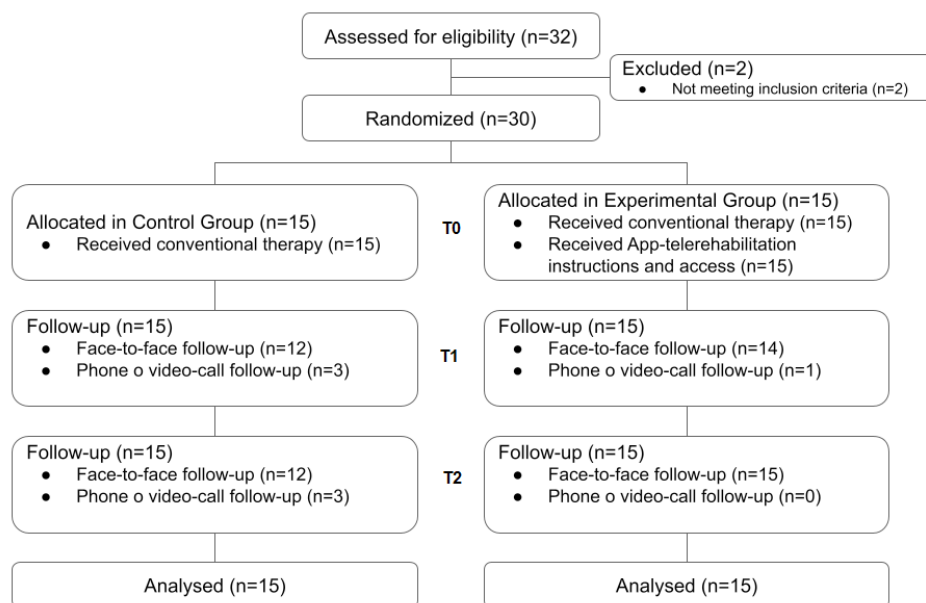 Assessed for eligibility (n=32)
Excluded (n=2)
● Not meeting inclusion criteria (n=2)
Randomized (n=30)
Allocated in Control Group (n=15)
● Received conventional therapy (n=15)
T0
Allocated in Experimental Group (n=15)
● Received conventional therapy (n=15)
● Received App-telerehabilitation
instructions and access (n=15)
Follow-up (n=15)
● Face-to-face follow-up (n=12)
● Phone o video-call follow-up (n=3)
T1
Follow-up (n=15)
● Face-to-face follow-up (n=14)
● Phone o video-call follow-up (n=1)
Follow-up (n=15)
● Face-to-face follow-up (n=12)
● Phone o video-call follow-up (n=3)
T2
Follow-up (n=15)
● Face-to-face follow-up (n=15)
● Phone o video-call follow-up (n=0)
Analysed (n=15)
Analysed (n=15)